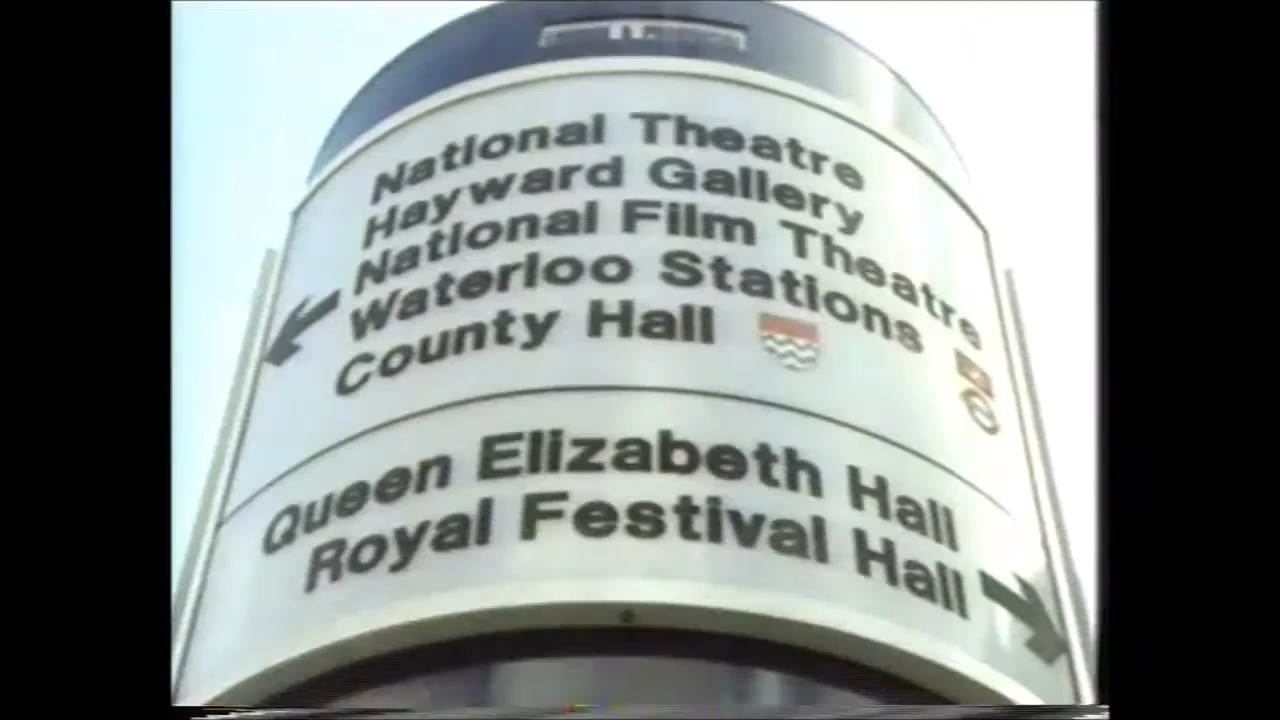 National Theatre
Hayward Gallery
National Film Theatre
Waterloo Stations
County Hall
Queen Elizabeth Hall
Royal Festival Hall